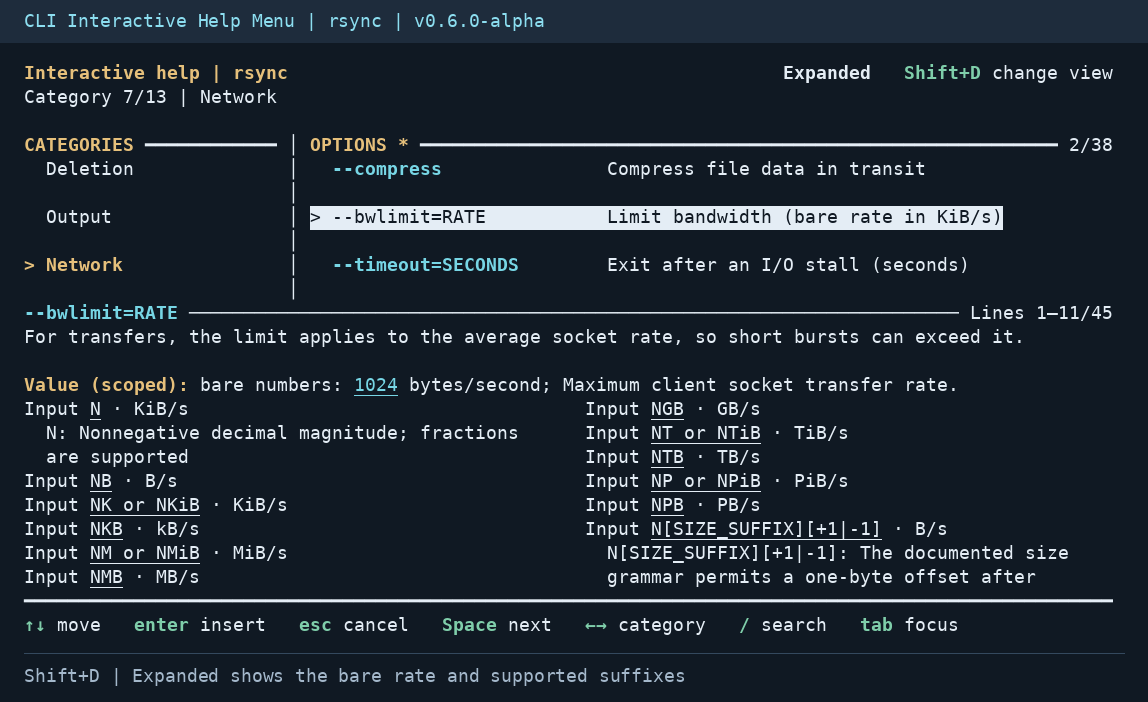 CLI Interactive Help Menu | rsync | v0.6.0-alpha
Interactive help | rsync Expanded Shift+D change view
Category 7/13 | Network
CATEGORIES OPTIONS * 2/38
Deletion --compress Compress file data in transit
Output > --bwlimit=RATE Limit bandwidth (bare rate in KiB/s)
> Network --timeout=SECONDS Exit after an I/O stall (seconds)
--bwlimit=RATE Lines 1–11/45
For transfers, the limit applies to the average socket rate, so short bursts can exceed it.
Value (scoped): bare numbers: 1024 bytes/second; Maximum client socket transfer rate.
Input N · KiB/s
N: Nonnegative decimal magnitude; fractions
are supported
Input NB · B/s
Input NK or NKiB · KiB/s
Input NKB · kB/s
Input NM or NMiB · MiB/s
Input NMB · MB/s
Input NGB · GB/s
Input NT or NTiB · TiB/s
Input NTB · TB/s
Input NP or NPiB · PiB/s
Input NPB · PB/s
Input N[SIZE_SUFFIX][+1|-1] · B/s
N[SIZE_SUFFIX][+1|-1]: The documented size
grammar permits a one-byte offset after
↑↓ move enter insert esc cancel Space next ←→ category / search tab focus
Shift+D | Expanded shows the bare rate and supported suffixes